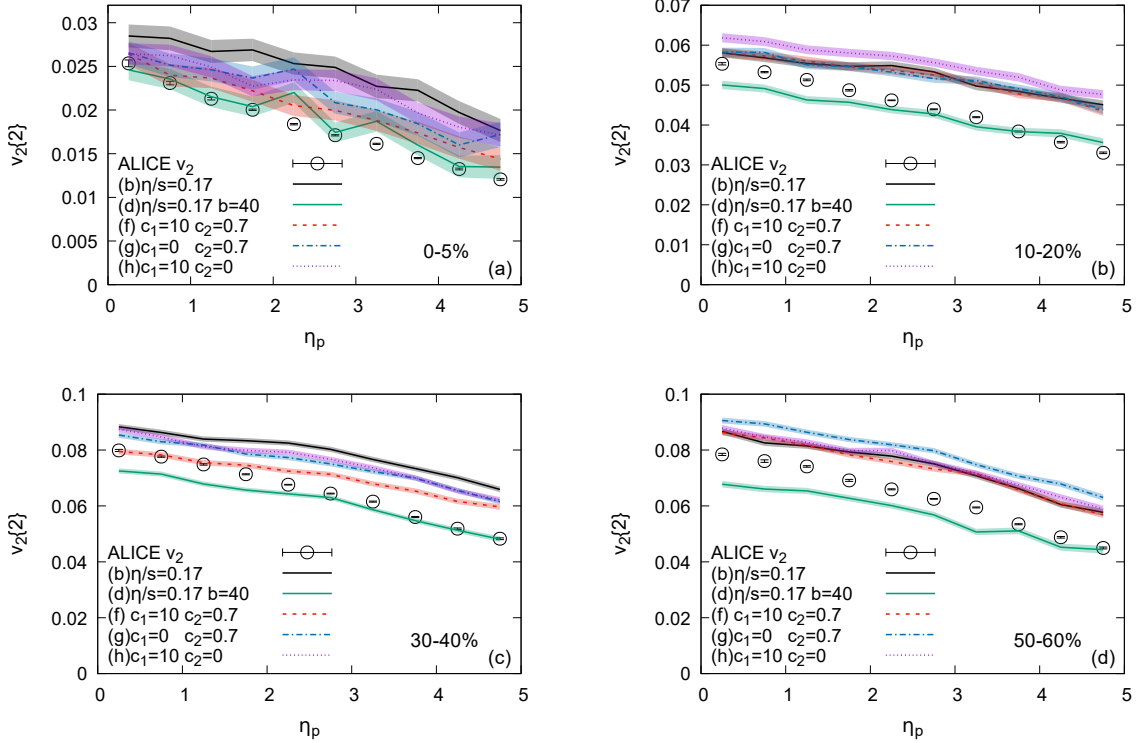 0.03
0.025
0.02
0.015
0.01
0.005
0
v₂{2}
ALICE v₂
(b)η/s=0.17
(d)η/s=0.17 b=40
(f) c₁=10 c₂=0.7
(g)c₁=0 c₂=0.7
(h)c₁=10 c₂=0
0-5%
(a)
0 1 2 3 4 5
ηₚ
0.07
0.06
0.05
0.04
0.03
0.02
0.01
0
v₂{2}
ALICE v₂
(b)η/s=0.17
(d)η/s=0.17 b=40
(f) c₁=10 c₂=0.7
(g)c₁=0 c₂=0.7
(h)c₁=10 c₂=0
10-20%
(b)
0 1 2 3 4 5
ηₚ
0.1
0.08
0.06
0.04
0.02
0
v₂{2}
ALICE v₂
(b)η/s=0.17
(d)η/s=0.17 b=40
(f) c₁=10 c₂=0.7
(g)c₁=0 c₂=0.7
(h)c₁=10 c₂=0
30-40%
(c)
0 1 2 3 4 5
ηₚ
0.1
0.08
0.06
0.04
0.02
0
v₂{2}
ALICE v₂
(b)η/s=0.17
(d)η/s=0.17 b=40
(f) c₁=10 c₂=0.7
(g)c₁=0 c₂=0.7
(h)c₁=10 c₂=0
50-60%
(d)
0 1 2 3 4 5
ηₚ